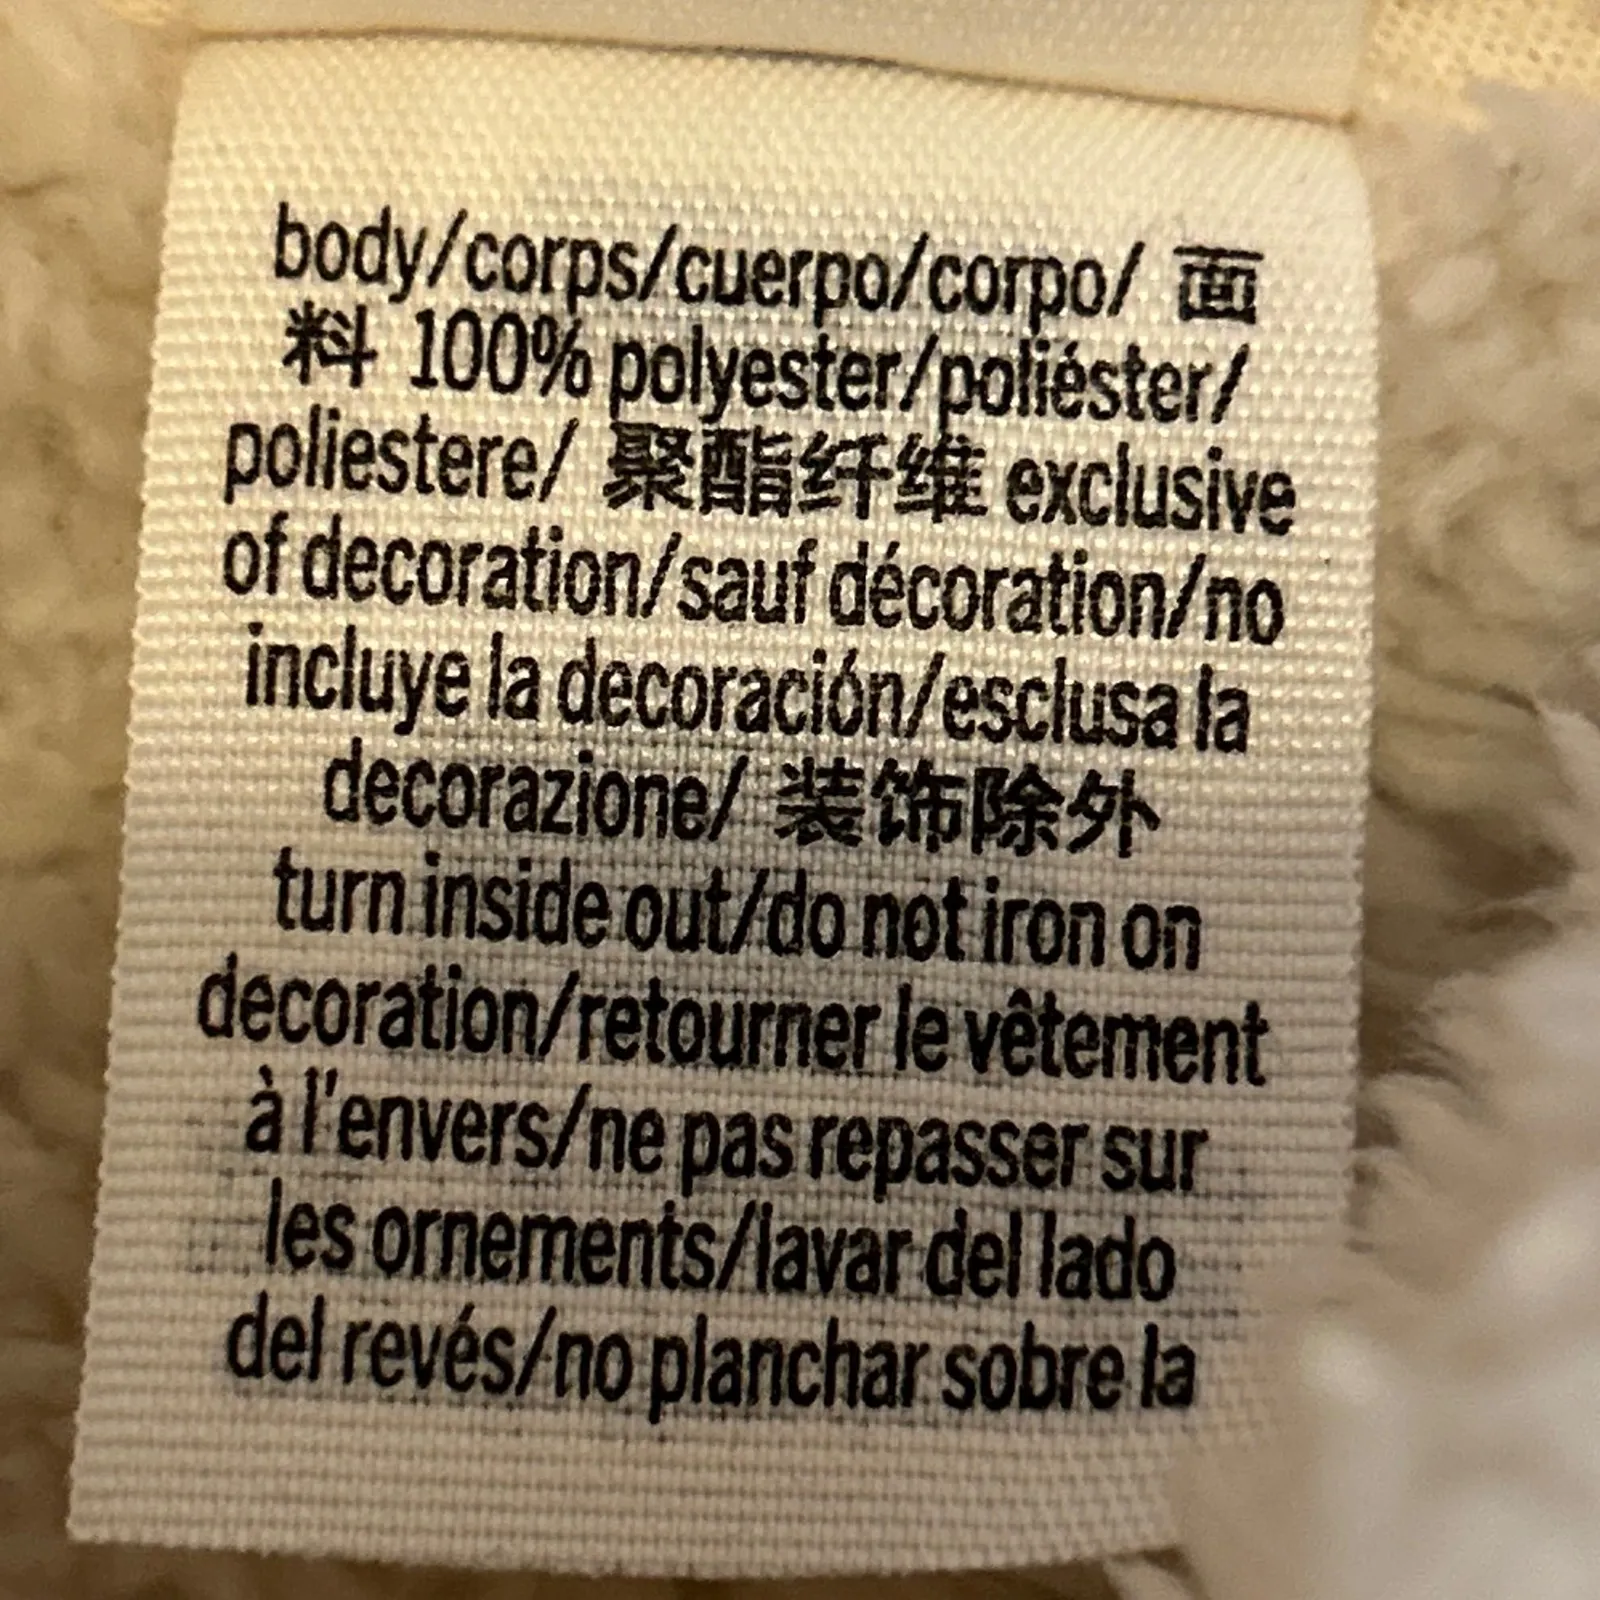 body/corps/cuerpo/corpo/ 面
料 100% polyester/poliéster/
poliestere/ 聚酯纤维 exclusive
of decoration/sauf décoration/no
incluye la decoración/esclusa la
decorazione/ 装饰除外
turn inside out/do not iron on
decoration/retourner le vêtement
à l'envers/ne pas repasser sur
les ornements/lavar del lado
del revés/no planchar sobre la